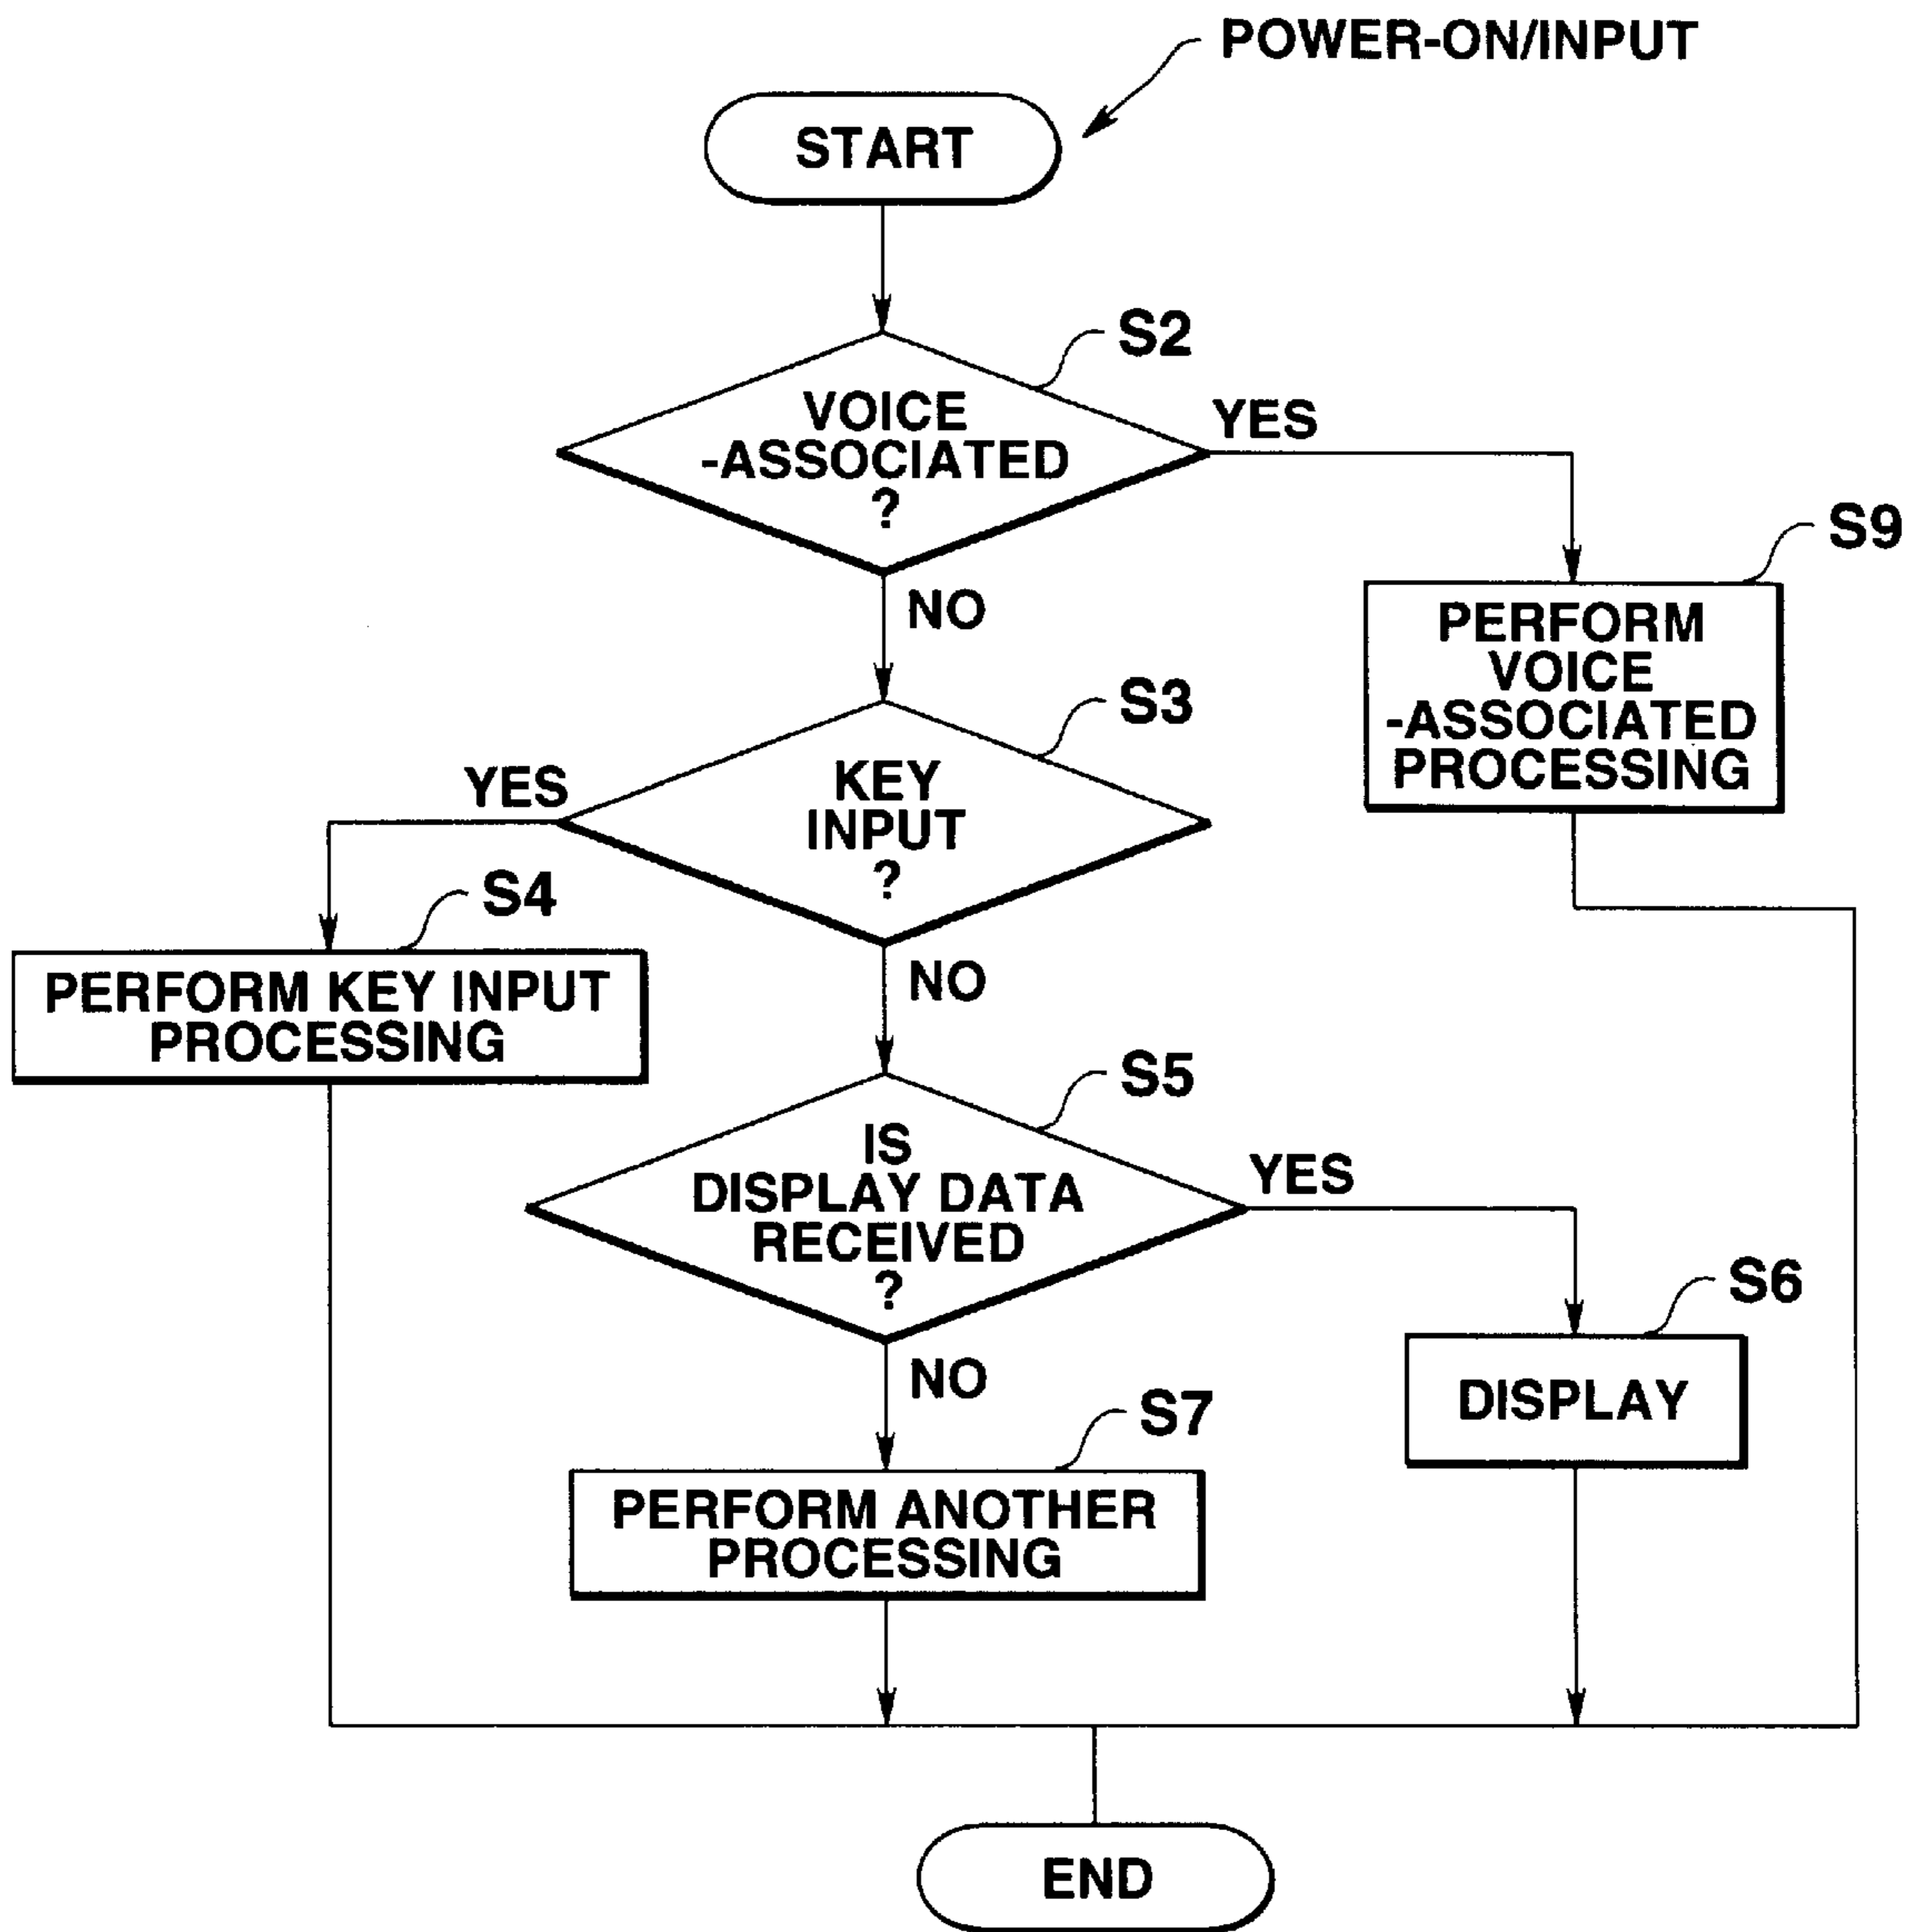 POWER-ON/INPUT
START
S2
VOICE
-ASSOCIATED
?
YES
NO
S9
PERFORM
VOICE
-ASSOCIATED
PROCESSING
S3
KEY
INPUT
?
YES
NO
S4
PERFORM KEY INPUT
PROCESSING
S5
IS
DISPLAY DATA
RECEIVED
?
YES
NO
S6
DISPLAY
S7
PERFORM ANOTHER
PROCESSING
END